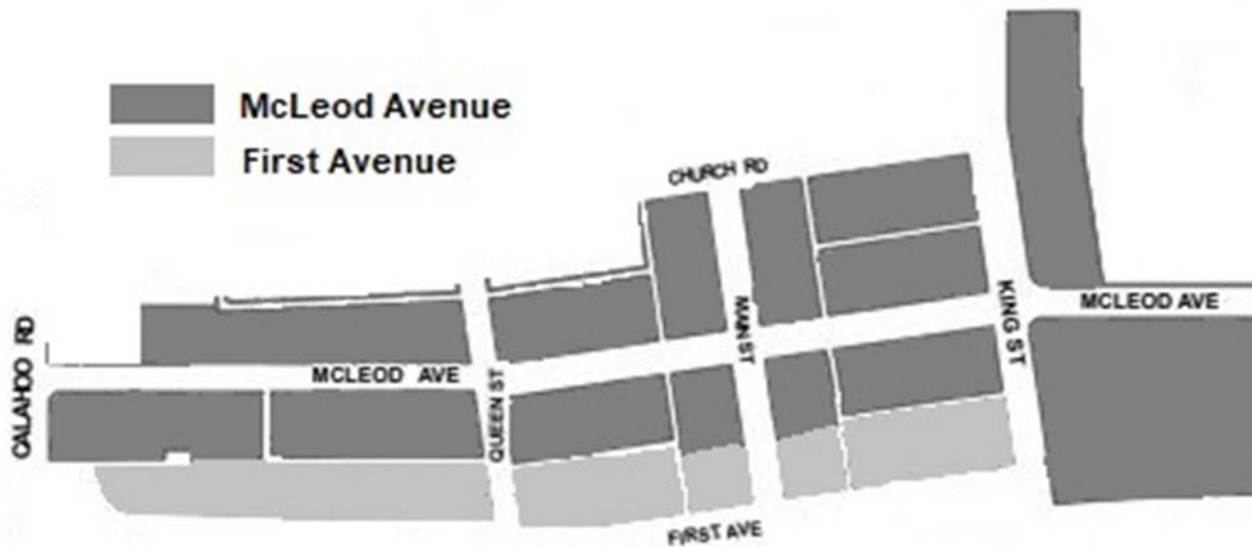 McLeod Avenue
First Avenue
CHURCH RD
CALAHOO RD
MCLEOD AVE
QUEEN ST
MAIN ST
KING ST
MCLEOD AVE
FIRST AVE